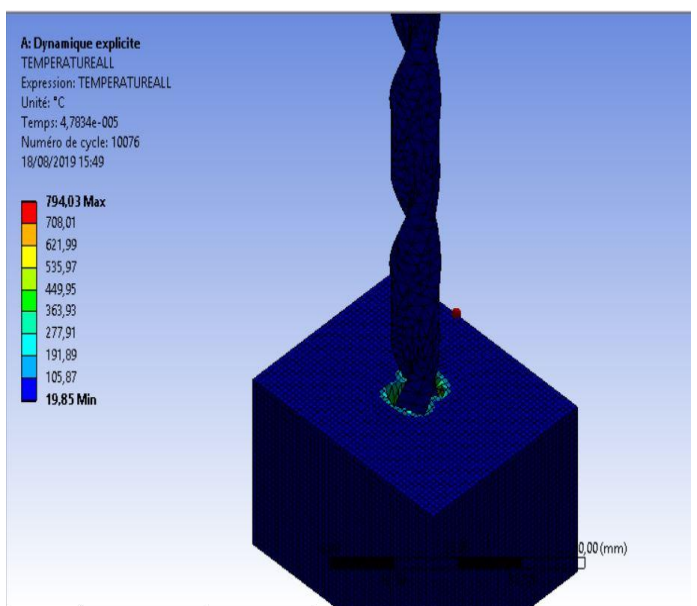 A: Dynamique explicite
TEMPERATUREALL
Expression: TEMPERATUREALL
Unité: °C
Temps: 4,7834e-005
Numéro de cycle: 10076
18/08/2019 15:49
794,03 Max
708,01
621,99
535,97
449,95
363,93
277,91
191,89
105,87
19,85 Min
0,00 (mm)